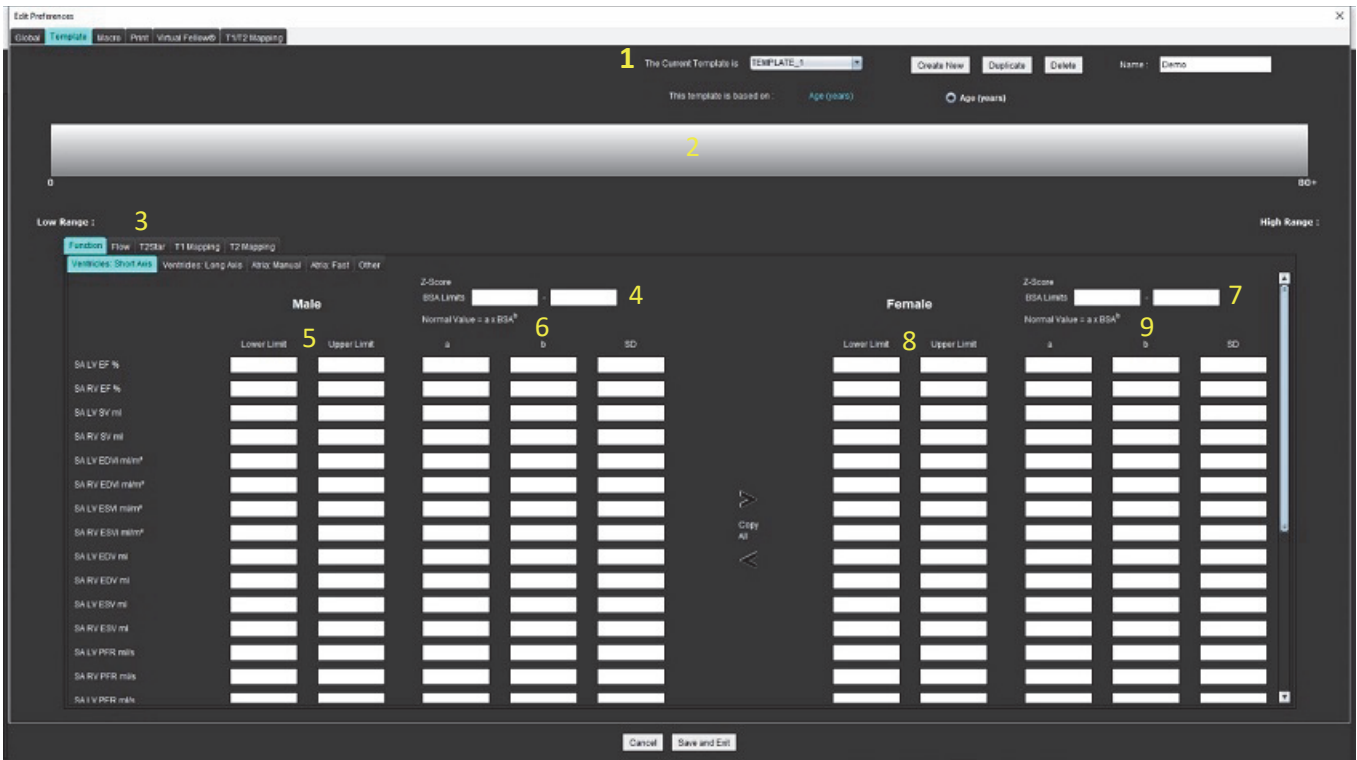 Edit Preferences
Global Template Macro Print Virtual Fellow® T1/T2 Mapping
1 The Current Template is TEMPLATE_1 Create New Duplicate Delete Name : Demo
This template is based on : Age (years) Age (years)
2
0 80+
Low Range : High Range :
3
Function Flow T2Star T1 Mapping T2 Mapping
Ventricles: Short Axis Ventricles: Long Axis Atria: Manual Atria: Fast Other
Z-Score Z-Score
Male BSA Limits - 4 Female BSA Limits - 7
Normal Value = a x BSAᵇ Normal Value = a x BSAᵇ
5 6 8 9
Lower Limit Upper Limit a b SD Lower Limit Upper Limit a b SD
SA LV EF %
SA RV EF %
SA LV SV ml
SA RV SV ml
SA LV EDVI ml/m²
SA RV EDVI ml/m²
SA LV ESVI ml/m²
SA RV ESVI ml/m²
>
Copy
All
<
SA LV EDV ml
SA RV EDV ml
SA LV ESV ml
SA RV ESV ml
SA LV PFR ml/s
SA RV PFR ml/s
SA LV PER ml/s
Cancel Save and Exit